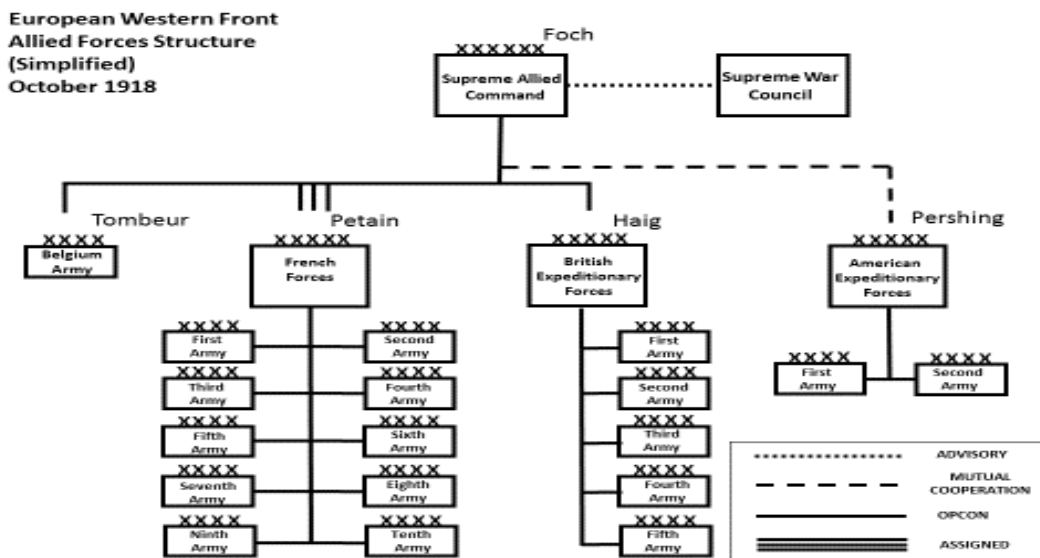 European Western Front
Allied Forces Structure
(Simplified)
October 1918
Foch
XXXXXX
Supreme Allied
Command
Supreme War
Council
Tombeur
XXXX
Belgium
Army
Petain
XXXXX
French
Forces
Haig
XXXXX
British
Expeditionary
Forces
Pershing
XXXXX
American
Expeditionary
Forces
XXXX
First
Army
XXXX
Second
Army
XXXX
Third
Army
XXXX
Fourth
Army
XXXX
Fifth
Army
XXXX
Sixth
Army
XXXX
Seventh
Army
XXXX
Eighth
Army
XXXX
Ninth
Army
XXXX
Tenth
Army
XXXX
First
Army
XXXX
Second
Army
XXXX
Third
Army
XXXX
Fourth
Army
XXXX
Fifth
Army
XXXX
First
Army
XXXX
Second
Army
ADVISORY
MUTUAL
COOPERATION
OPCON
ASSIGNED